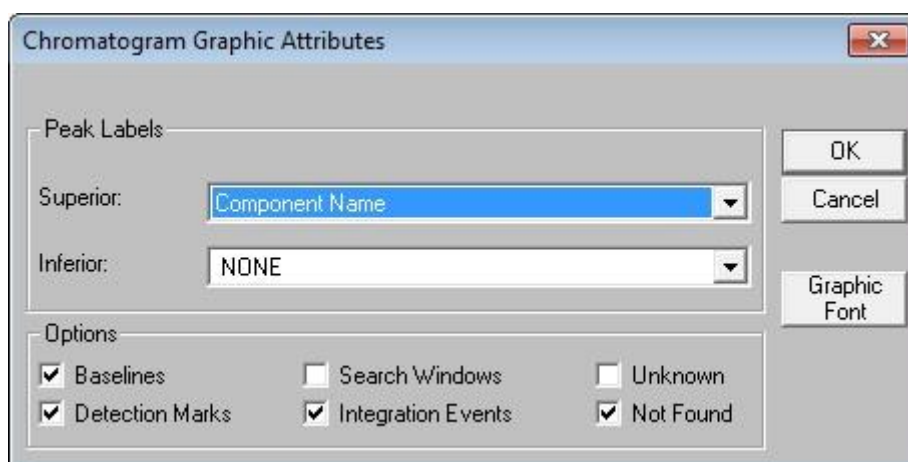 Chromatogram Graphic Attributes
Peak Labels
Superior: Component Name
Inferior: NONE
OK
Cancel
Graphic
Font
Options
Baselines Search Windows Unknown
Detection Marks Integration Events Not Found